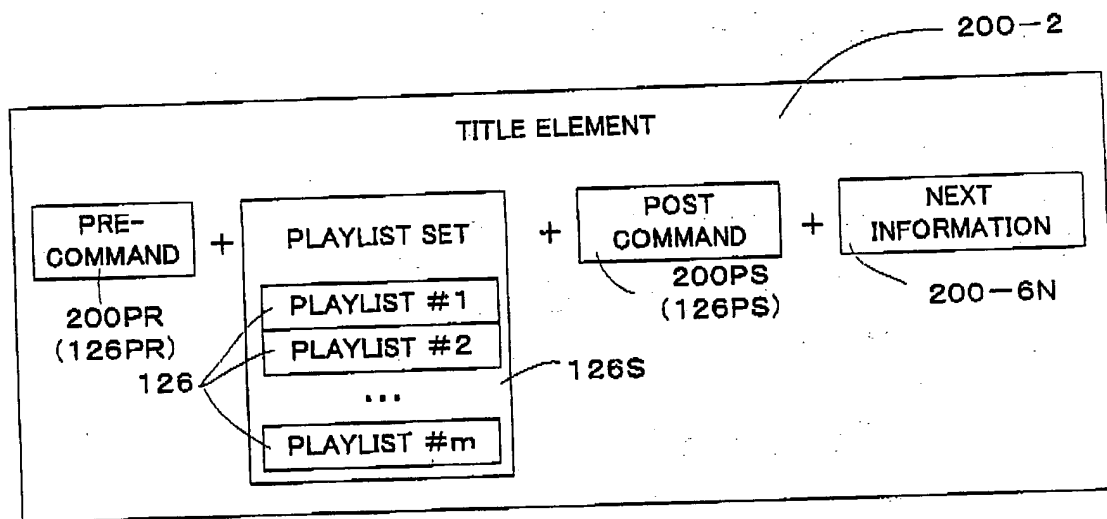 200-2
TITLE ELEMENT
PRE-
COMMAND
200PR
(126PR)
+
PLAYLIST SET
PLAYLIST #1
PLAYLIST #2
...
PLAYLIST #m
126
126S
+
POST
COMMAND
200PS
(126PS)
+
NEXT
INFORMATION
200-6N